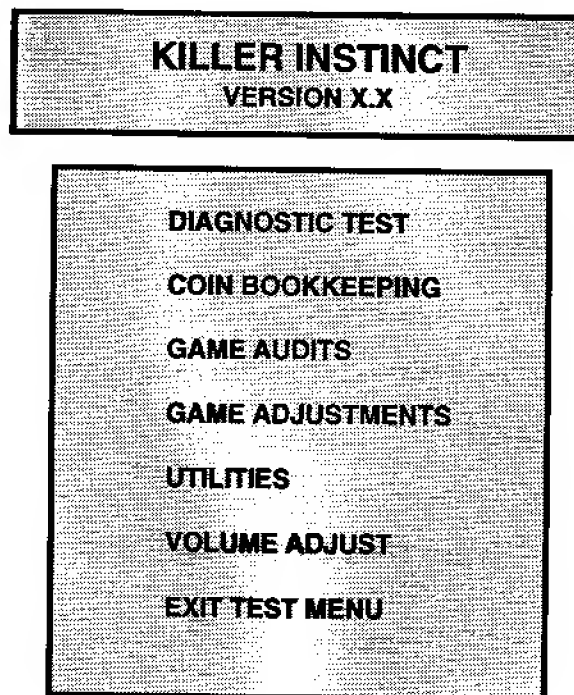 KILLER INSTINCT
VERSION X.X
DIAGNOSTIC TEST
COIN BOOKKEEPING
GAME AUDITS
GAME ADJUSTMENTS
UTILITIES
VOLUME ADJUST
EXIT TEST MENU